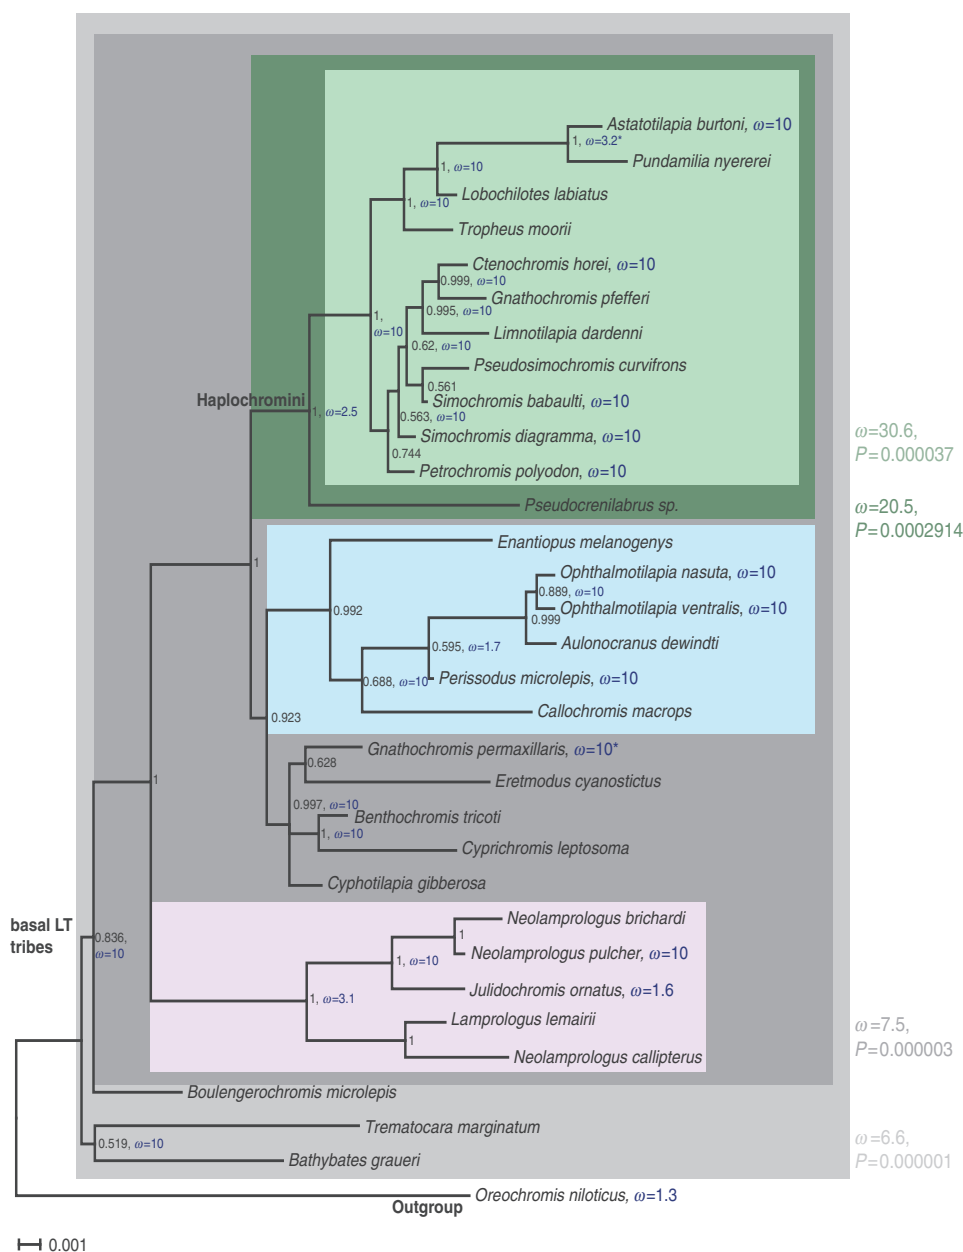 Astatotilapia burtoni, ω=10
1, ω=3.2*
Pundamilia nyererei
1, ω=10
Lobochilotes labiatus
1, ω=10
Tropheus moorii
Ctenochromis horei, ω=10
0.999, ω=10
Gnathochromis pfefferi
0.995, ω=10
1,
ω=10
Limnotilapia dardenni
0.62, ω=10
Pseudosimochromis curvifrons
0.561
Haplochromini
Simochromis babaulti, ω=10
1, ω=2.5
0.563, ω=10
Simochromis diagramma, ω=10
ω=30.6,
P=0.000037
0.744
Petrochromis polyodon, ω=10
Pseudocrenilabrus sp.
ω=20.5,
P=0.0002914
Enantiopus melanogenys
1
Ophthalmotilapia nasuta, ω=10
0.889, ω=10
Ophthalmotilapia ventralis, ω=10
0.992
0.999
Aulonocranus dewindti
0.595, ω=1.7
Perissodus microlepis, ω=10
0.688, ω=10
Callochromis macrops
0.923
Gnathochromis permaxillaris, ω=10*
0.628
1
Eretmodus cyanostictus
0.997, ω=10
Benthochromis tricoti
1, ω=10
Cyprichromis leptosoma
Cyphotilapia gibberosa
Neolamprologus brichardi
basal LT
tribes
0.836,
ω=10
1
Neolamprologus pulcher, ω=10
1, ω=10
Julidochromis ornatus, ω=1.6
1, ω=3.1
Lamprologus lemairii
ω=7.5,
P=0.000003
1
Neolamprologus callipterus
Boulengerochromis microlepis
Trematocara marginatum
0.519, ω=10
ω=6.6,
P=0.000001
Bathybates graueri
Oreochromis niloticus, ω=1.3
Outgroup
0.001